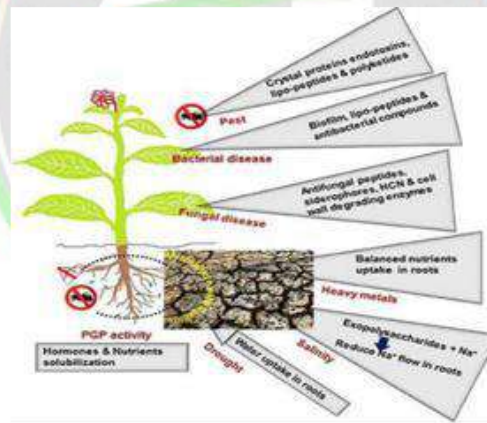 Crystal proteins endotoxins,
lipo-peptides & polyketides
Pest
Biofilm, lipo-peptides &
antibacterial compounds
Bacterial disease
Antifungal peptides,
siderophores, HCN & cell
wall degrading enzymes
Fungal disease
Balanced nutrients
uptake in roots
Heavy metals
Exopolysaccharides + Na⁺
Reduce Na⁺ flow in roots
Salinity
Water uptake in roots
Drought
PGP activity
Hormones & Nutrients
solubilization